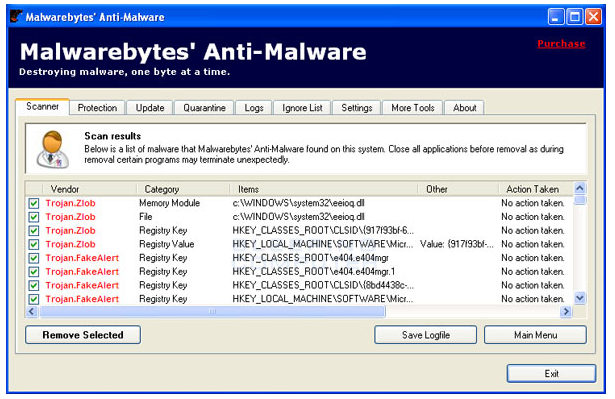 Malwarebytes' Anti-Malware
Malwarebytes' Anti-Malware
Purchase
Destroying malware, one byte at a time.
Scanner Protection Update Quarantine Logs Ignore List Settings More Tools About
Scan results
Below is a list of malware that Malwarebytes' Anti-Malware found on this system. Close all applications before removal as during
removal certain programs may terminate unexpectedly.
Vendor Category Items Other Action Taken
Trojan.Zlob Memory Module c:\WINDOWS\system32\eeioq.dll No action taken.
Trojan.Zlob File c:\WINDOWS\system32\eeioq.dll No action taken.
Trojan.Zlob Registry Key HKEY_CLASSES_ROOT\CLSID\{917f93bf-6... No action taken.
Trojan.Zlob Registry Value HKEY_LOCAL_MACHINE\SOFTWARE\Micr... Value: {917f93bf-... No action taken.
Trojan.FakeAlert Registry Key HKEY_CLASSES_ROOT\e404.e404mgr No action taken.
Trojan.FakeAlert Registry Key HKEY_CLASSES_ROOT\e404.e404mgr.1 No action taken.
Trojan.FakeAlert Registry Key HKEY_CLASSES_ROOT\CLSID\{8bd4438c-... No action taken.
Trojan.FakeAlert Registry Key HKEY_LOCAL_MACHINE\SOFTWARE\Micr... No action taken.
Remove Selected Save Logfile Main Menu
Exit